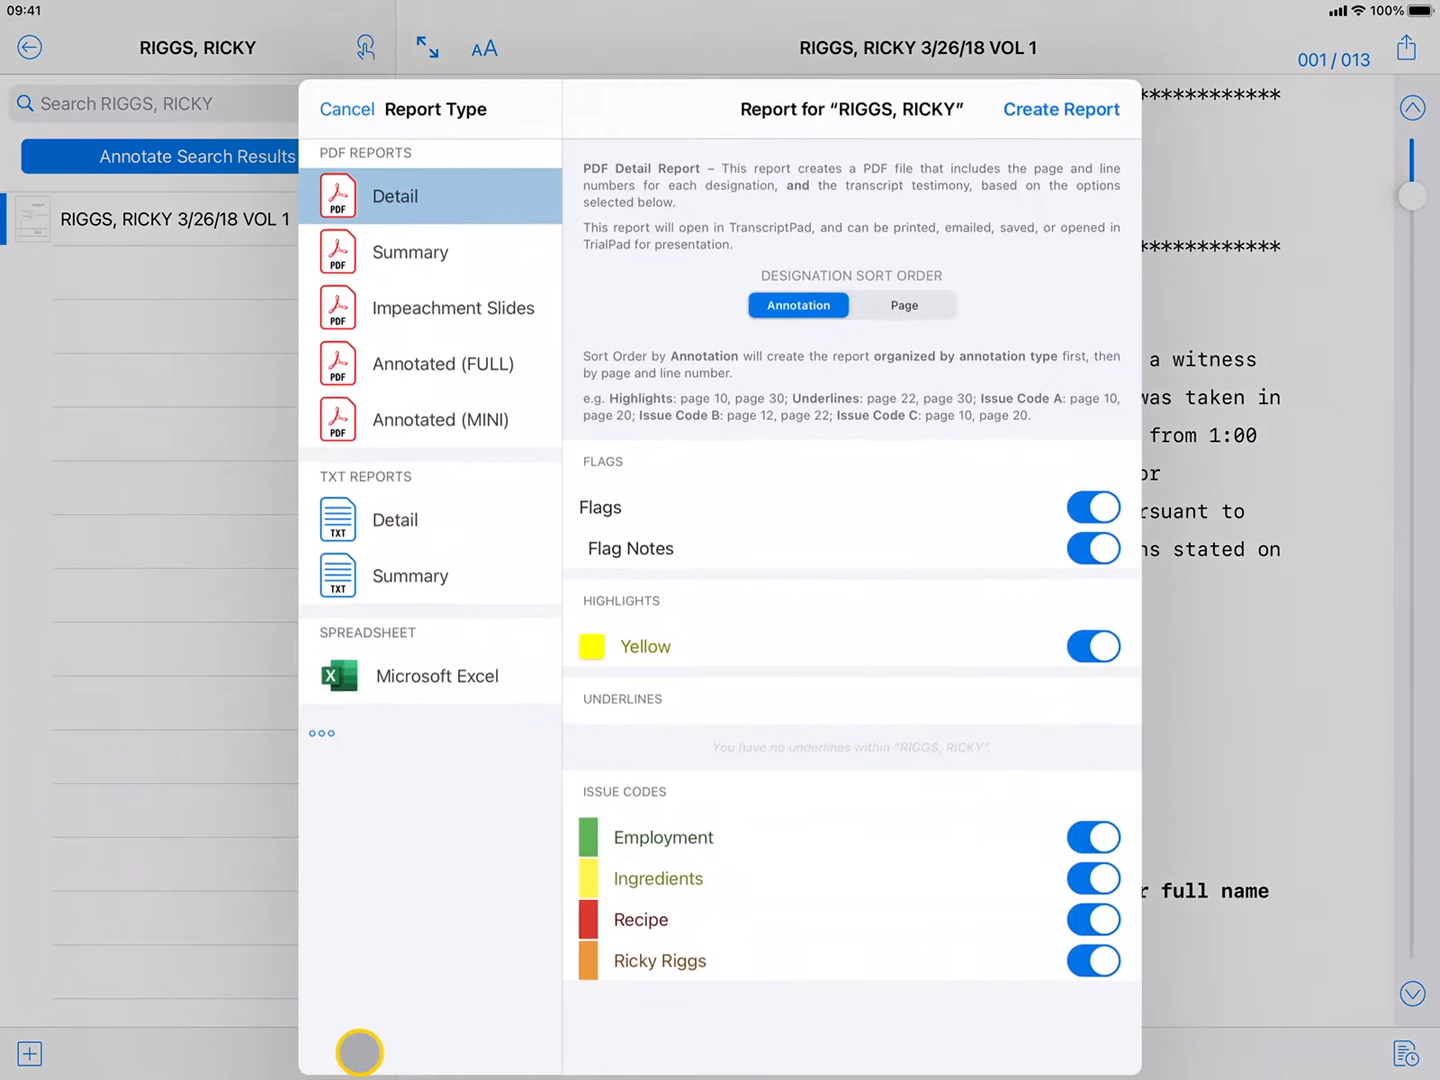 09:41
100%
RIGGS, RICKY
AA
RIGGS, RICKY 3/26/18 VOL 1
001 / 013
Search RIGGS, RICKY
Annotate Search Results
RIGGS, RICKY 3/26/18 VOL 1
Cancel Report Type
PDF REPORTS
PDF Detail
PDF Summary
PDF Impeachment Slides
PDF Annotated (FULL)
PDF Annotated (MINI)
TXT REPORTS
TXT Detail
TXT Summary
SPREADSHEET
X Microsoft Excel
Report for “RIGGS, RICKY”
Create Report
PDF Detail Report – This report creates a PDF file that includes the page and line
numbers for each designation, and the transcript testimony, based on the options
selected below.
This report will open in TranscriptPad, and can be printed, emailed, saved, or opened in
TrialPad for presentation.
DESIGNATION SORT ORDER
Annotation Page
Sort Order by Annotation will create the report organized by annotation type first, then
by page and line number.
e.g. Highlights: page 10, page 30; Underlines: page 22, page 30; Issue Code A: page 10,
page 20; Issue Code B: page 12, page 22; Issue Code C: page 10, page 20.
FLAGS
Flags
Flag Notes
HIGHLIGHTS
Yellow
UNDERLINES
You have no underlines within “RIGGS, RICKY”.
ISSUE CODES
Employment
Ingredients
Recipe
Ricky Riggs
************
************
a witness
was taken in
from 1:00
or
rsuant to
ns stated on
r full name